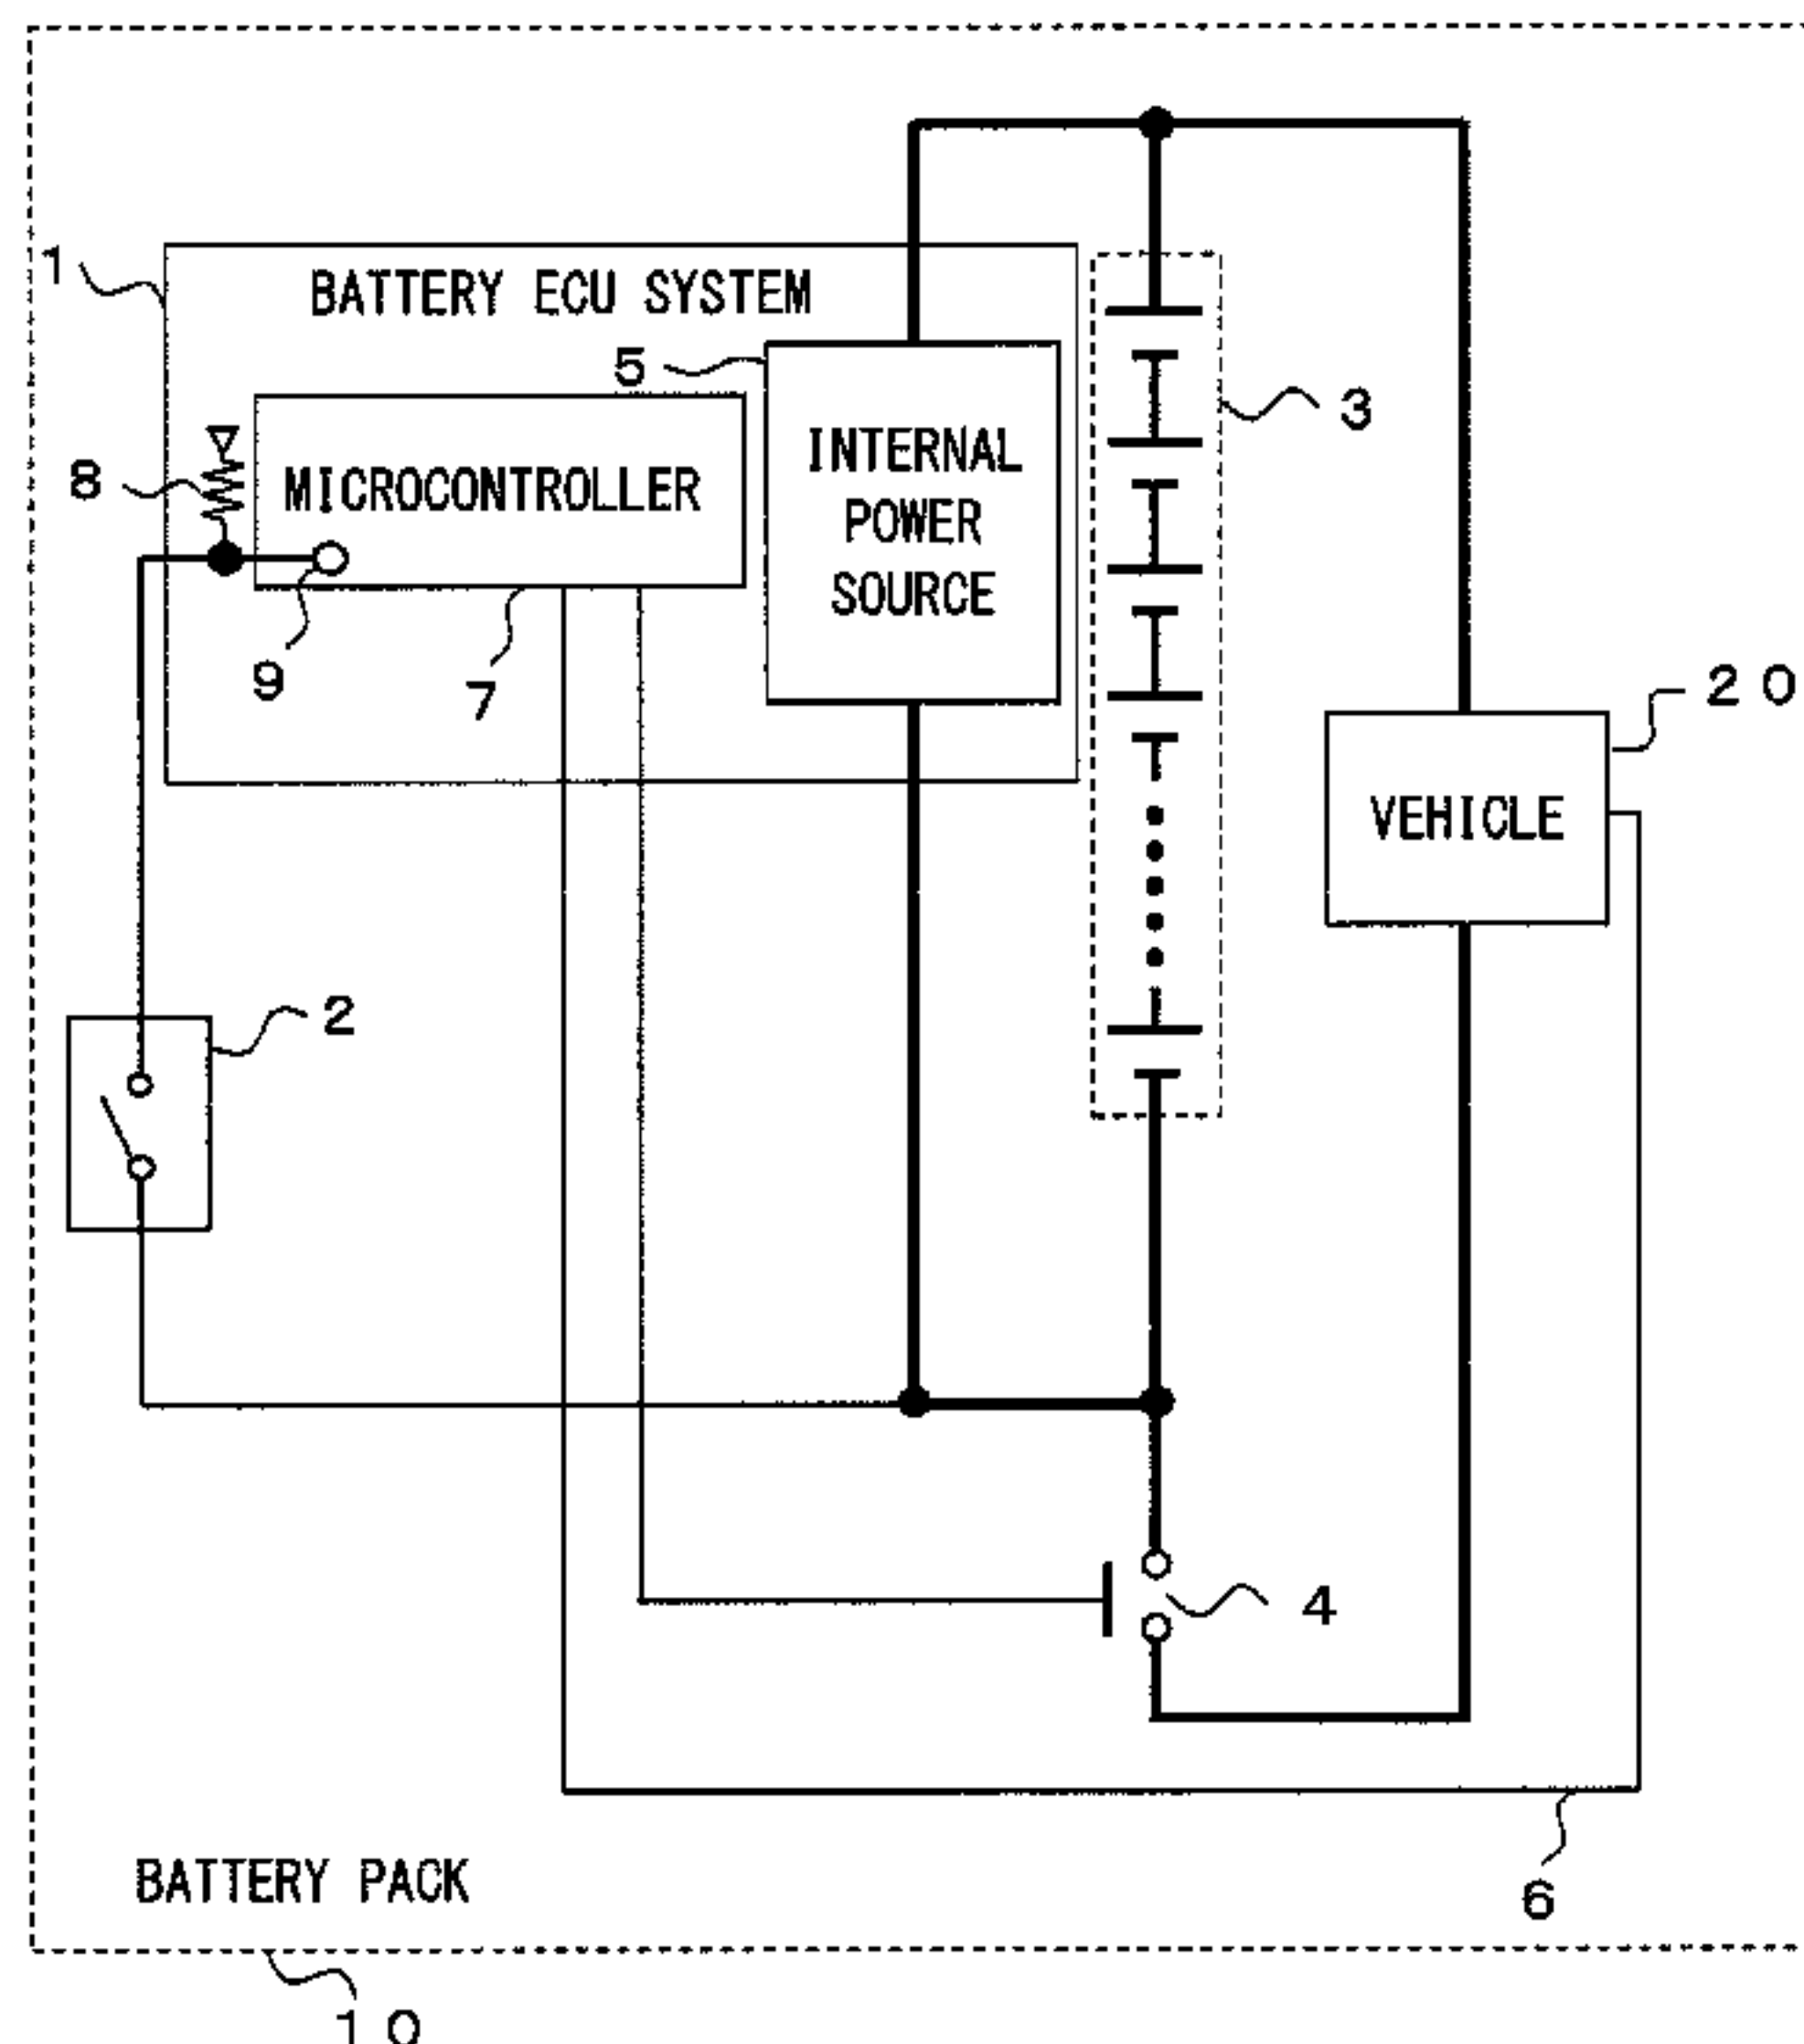 1
BATTERY ECU SYSTEM
5
3
8
MICROCONTROLLER
INTERNAL
POWER
SOURCE
9
7
20
VEHICLE
2
4
BATTERY PACK
6
10